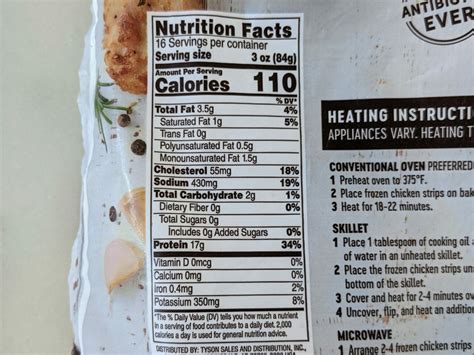 ANTIBIOT
EVER
Nutrition Facts
16 Servings per container
Serving size 3 oz (84g)
Amount Per Serving
Calories 110
% DV*
Total Fat 3.5g 4%
Saturated Fat 1g 5%
Trans Fat 0g
Polyunsaturated Fat 0.5g
Monounsaturated Fat 1.5g
Cholesterol 55mg 18%
Sodium 430mg 19%
Total Carbohydrate 2g 1%
Dietary Fiber 0g 0%
Total Sugars 0g
Includes 0g Added Sugars 0%
Protein 17g 34%
Vitamin D 0mcg 0%
Calcium 0mg 0%
Iron 0.4mg 2%
Potassium 350mg 8%
*The % Daily Value (DV) tells you how much a nutrient
in a serving of food contributes to a daily diet. 2,000
calories a day is used for general nutrition advice.
DISTRIBUTED BY: TYSON SALES AND DISTRIBUTION, INC.,
HEATING INSTRUCTI
APPLIANCES VARY. HEATING T
CONVENTIONAL OVEN PREFERRED
1 Preheat oven to 375°F.
2 Place frozen chicken strips on bak
3 Heat for 18-22 minutes.
SKILLET
1 Place 1 tablespoon of cooking oil
of water in an unheated skillet.
2 Place the frozen chicken strips un
bottom of the skillet.
3 Cover and heat for 2-4 minutes o
4 Uncover, flip, and heat an addition
MICROWAVE
1 Arrange 2-4 frozen chicken strips